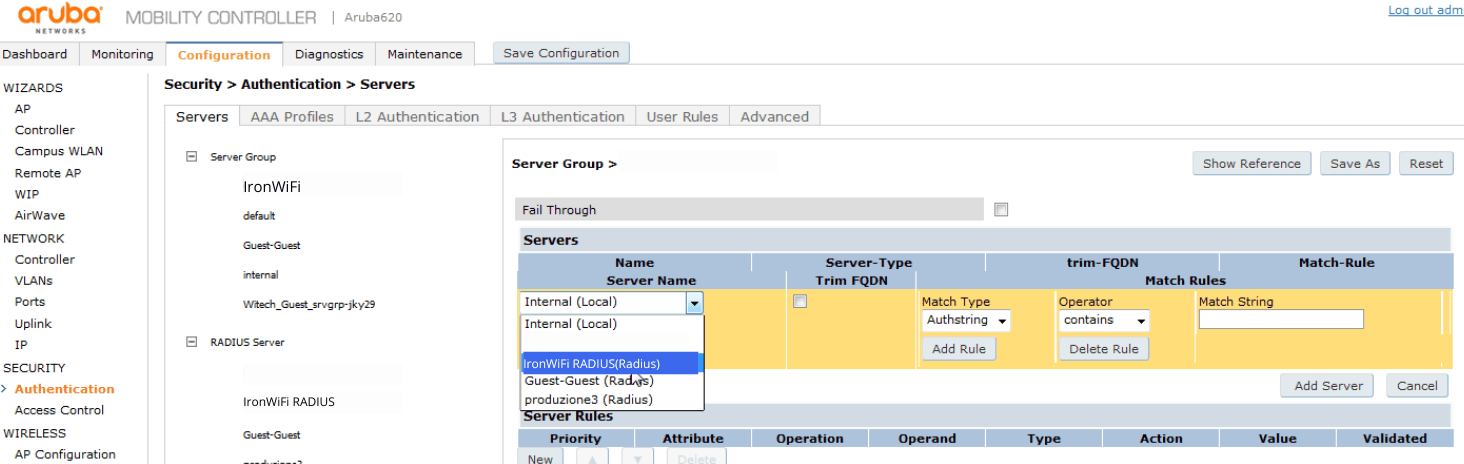 aruba NETWORKS MOBILITY CONTROLLER | Aruba620
Log out adm
Dashboard Monitoring Configuration Diagnostics Maintenance Save Configuration
Security > Authentication > Servers
WIZARDS
AP
Controller
Campus WLAN
Remote AP
WIP
AirWave
NETWORK
Controller
VLANs
Ports
Uplink
IP
SECURITY
Authentication
Access Control
WIRELESS
AP Configuration
Servers AAA Profiles L2 Authentication L3 Authentication User Rules Advanced
Server Group
IronWiFi
default
Guest-Guest
internal
Witech_Guest_srvgrp-jky29
RADIUS Server
IronWiFi RADIUS
Guest-Guest
Server Group >
Show Reference Save As Reset
Fail Through
Servers
Name Server-Type trim-FQDN Match-Rule
Server Name Trim FQDN Match Rules
Internal (Local)
Match Type Operator Match String
Authstring contains
Add Rule Delete Rule
Internal (Local)
IronWiFi RADIUS(Radius)
Guest-Guest (Radius)
produzione3 (Radius)
Add Server Cancel
Server Rules
Priority Attribute Operation Operand Type Action Value Validated
New Delete